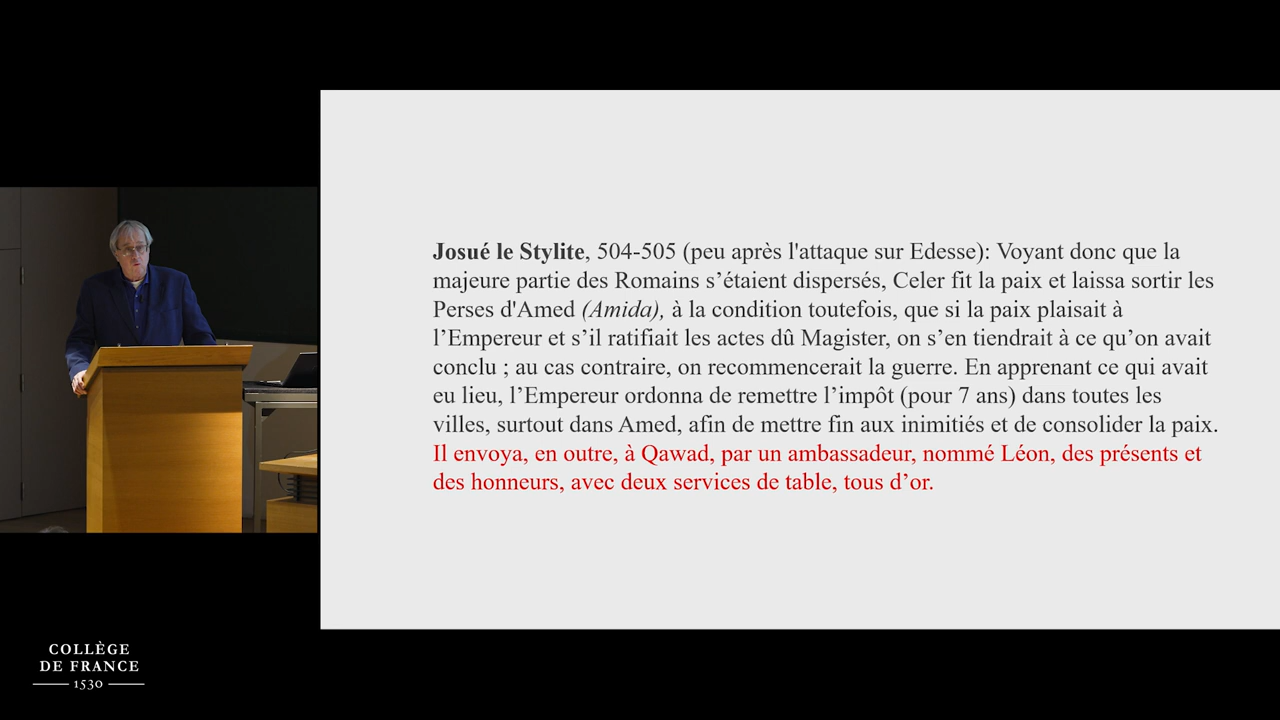 Josué le Stylite, 504-505 (peu après l'attaque sur Edesse): Voyant donc que la
majeure partie des Romains s’étaient dispersés, Celer fit la paix et laissa sortir les
Perses d'Amed (Amida), à la condition toutefois, que si la paix plaisait à
l’Empereur et s’il ratifiait les actes dû Magister, on s’en tiendrait à ce qu’on avait
conclu ; au cas contraire, on recommencerait la guerre. En apprenant ce qui avait
eu lieu, l’Empereur ordonna de remettre l’impôt (pour 7 ans) dans toutes les
villes, surtout dans Amed, afin de mettre fin aux inimitiés et de consolider la paix.
Il envoya, en outre, à Qawad, par un ambassadeur, nommé Léon, des présents et
des honneurs, avec deux services de table, tous d’or.
COLLÈGE
DE FRANCE
1530